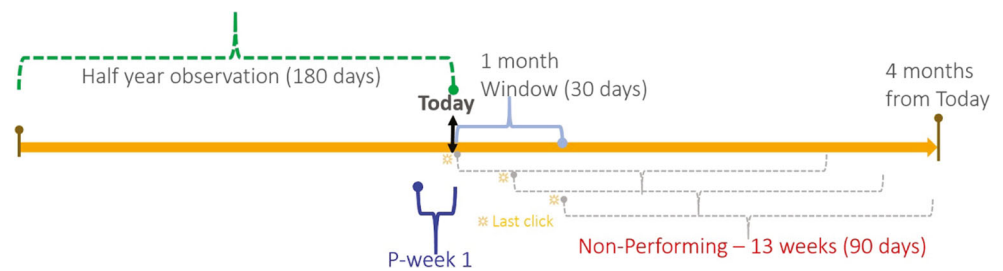 Half year observation (180 days)
1 month
Window (30 days)
4 months
from Today
Today
Last click
Non-Performing – 13 weeks (90 days)
P-week 1